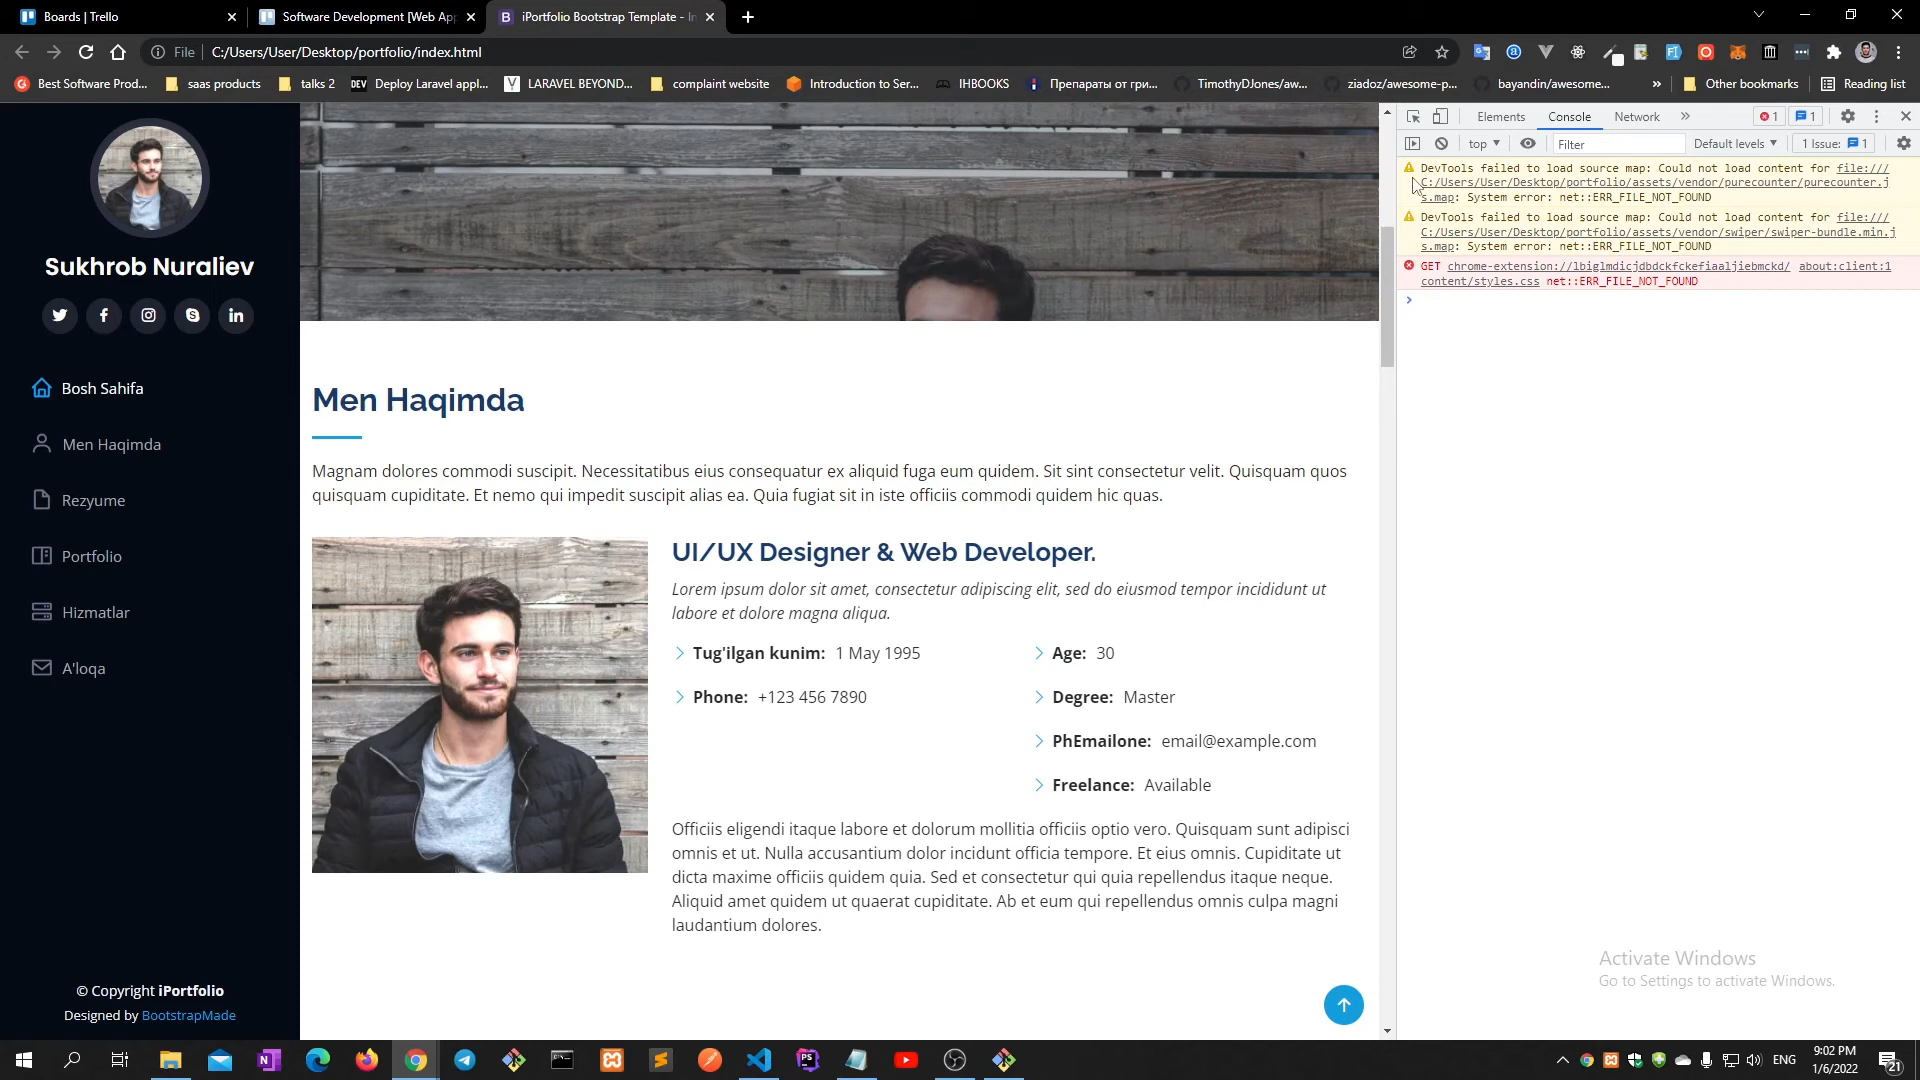 Boards | Trello
Software Development [Web App
iPortfolio Bootstrap Template - In
File
C:/Users/User/Desktop/portfolio/index.html
Best Software Prod...
saas products
talks 2
Deploy Laravel appl...
LARAVEL BEYOND...
complaint website
Introduction to Ser...
IHBOOKS
Препараты от гри...
TimothyDJones/aw...
ziadoz/awesome-p...
bayandin/awesome...
Other bookmarks
Reading list
Sukhrob Nuraliev
Bosh Sahifa
Men Haqimda
Rezyume
Portfolio
Hizmatlar
A'loqa
© Copyright iPortfolio
Designed by BootstrapMade
Men Haqimda
Magnam dolores commodi suscipit. Necessitatibus eius consequatur ex aliquid fuga eum quidem. Sit sint consectetur velit. Quisquam quos
quisquam cupiditate. Et nemo qui impedit suscipit alias ea. Quia fugiat sit in iste officiis commodi quidem hic quas.
UI/UX Designer & Web Developer.
Lorem ipsum dolor sit amet, consectetur adipiscing elit, sed do eiusmod tempor incididunt ut
labore et dolore magna aliqua.
Tug'ilgan kunim: 1 May 1995
Age: 30
Phone: +123 456 7890
Degree: Master
PhEmailone: email@example.com
Freelance: Available
Officiis eligendi itaque labore et dolorum mollitia officiis optio vero. Quisquam sunt adipisci
omnis et ut. Nulla accusantium dolor incidunt officia tempore. Et eius omnis. Cupiditate ut
dicta maxime officiis quidem quia. Sed et consectetur qui quia repellendus itaque neque.
Aliquid amet quidem ut quaerat cupiditate. Ab et eum qui repellendus omnis culpa magni
laudantium dolores.
Elements
Console
Network
1
1
top
Filter
Default levels
1 Issue: 1
DevTools failed to load source map: Could not load content for file:///
C:/Users/User/Desktop/portfolio/assets/vendor/purecounter/purecounter.j
s.map: System error: net::ERR_FILE_NOT_FOUND
DevTools failed to load source map: Could not load content for file:///
C:/Users/User/Desktop/portfolio/assets/vendor/swiper/swiper-bundle.min.j
s.map: System error: net::ERR_FILE_NOT_FOUND
GET chrome-extension://lbiglmdicjdbdckfckefiaaljiebmckd/ about:client:1
content/styles.css net::ERR_FILE_NOT_FOUND
Activate Windows
Go to Settings to activate Windows.
ENG
9:02 PM
1/6/2022
21